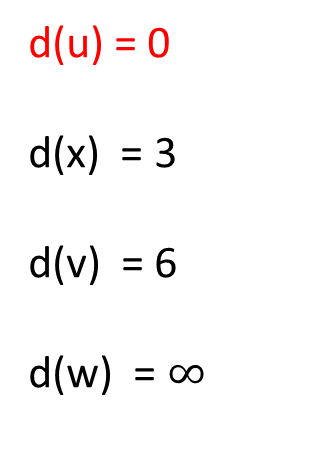 d(u) = 0
d(x) = 3
d(v) = 6
d(w) = ∞